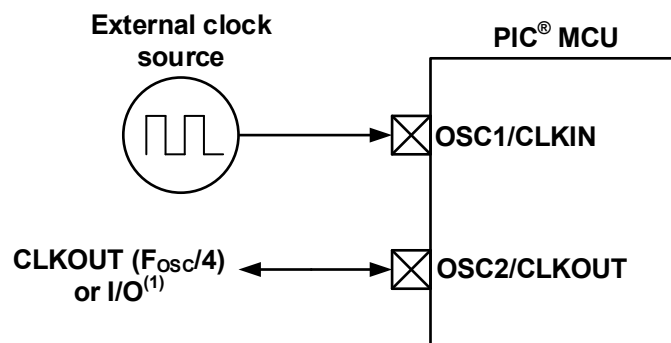 External clock
source
PIC® MCU
OSC1/CLKIN
CLKOUT (FOSC/4)
or I/O(1)
OSC2/CLKOUT